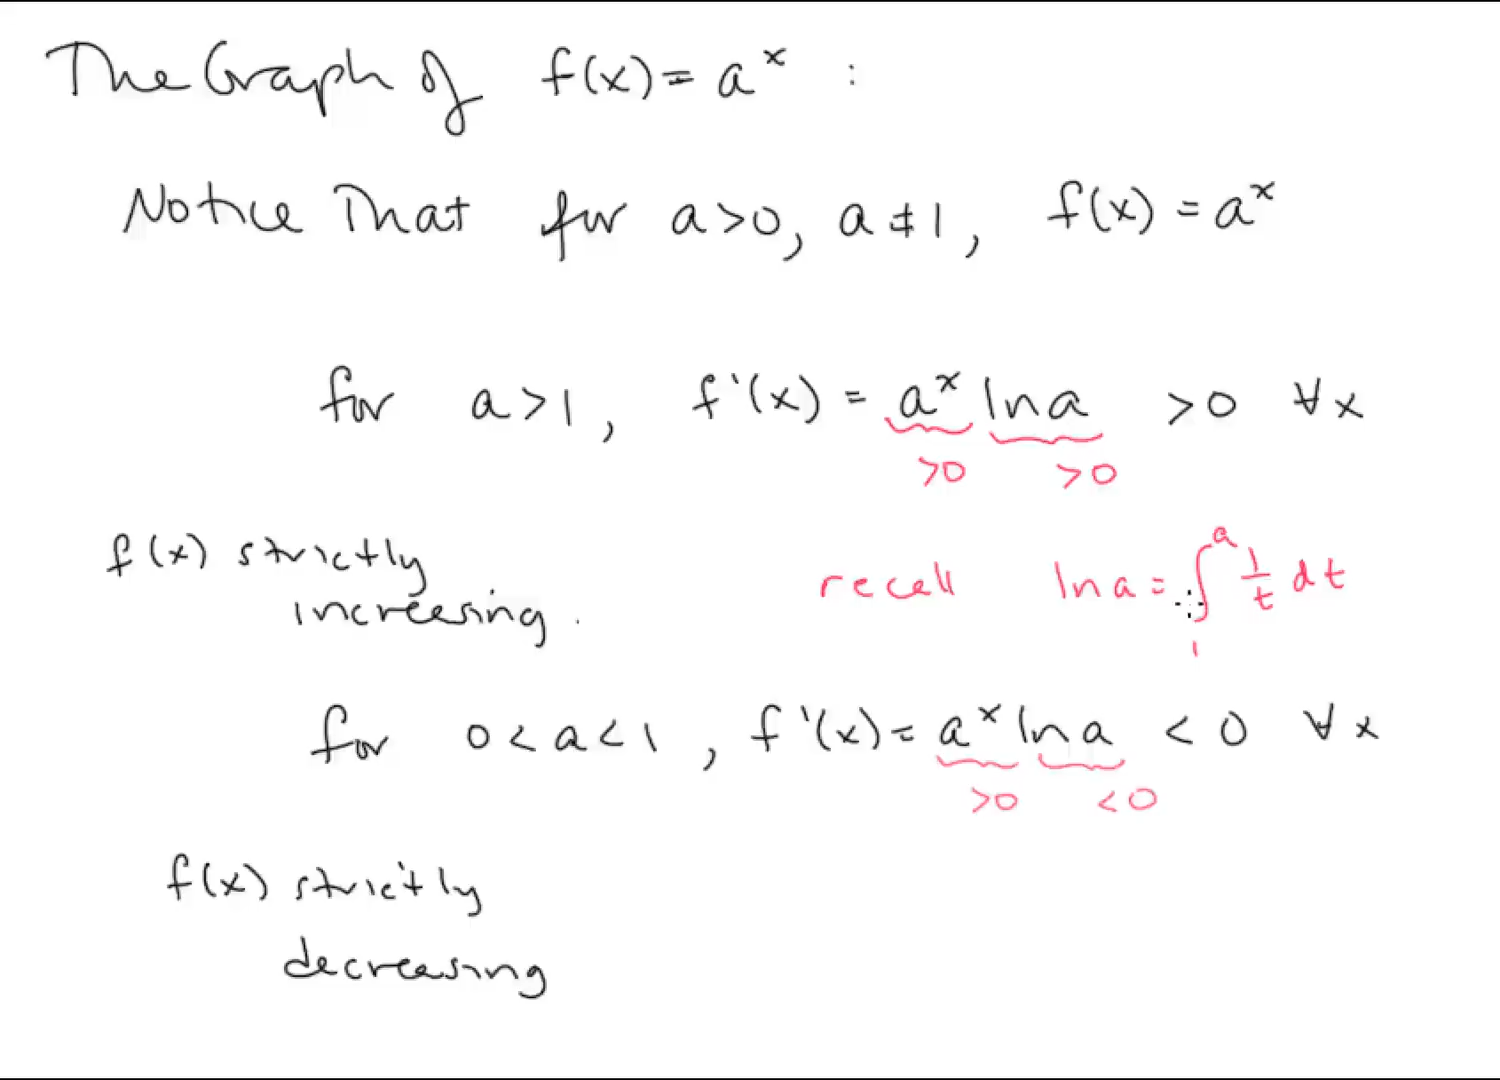 The Graph of f(x) = a^x :
Notice That for a>0, a≠1, f(x) = a^x
for a>1, f'(x) = a^x ln a >0 ∀x
>0 >0
f(x) strictly
increasing.
recall ln a = ∫_1^a 1/t dt
for 0<a<1, f'(x) = a^x ln a < 0 ∀x
>0 <0
f(x) strictly
decreasing